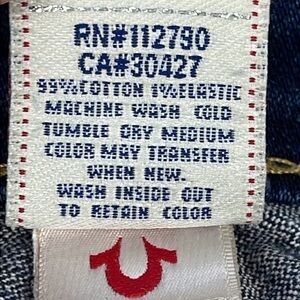 RN#112790
CA#30427
99%COTTON 1%ELASTIC
MACHINE WASH COLD
TUMBLE DRY MEDIUM
COLOR MAY TRANSFER
WHEN NEW.
WASH INSIDE OUT
TO RETAIN COLOR